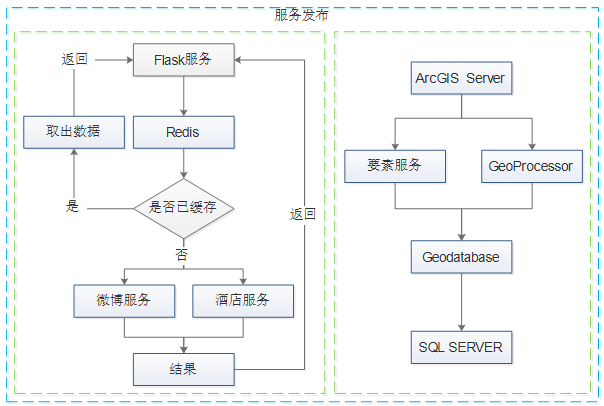 服务发布
返回
Flask服务
取出数据
Redis
是
是否已缓存
返回
否
微博服务
酒店服务
结果
ArcGIS Server
要素服务
GeoProcessor
Geodatabase
SQL SERVER